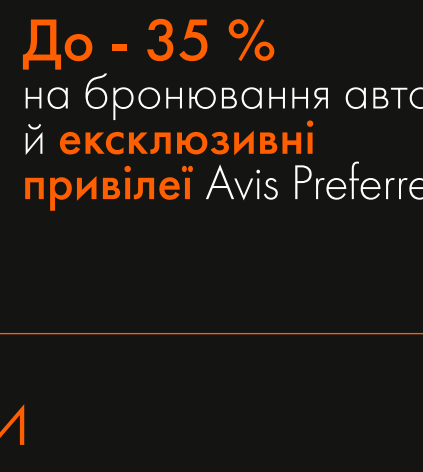 До - 35 %
на бронювання авто
й ексклюзивні
привілеї Avis Preferre
и